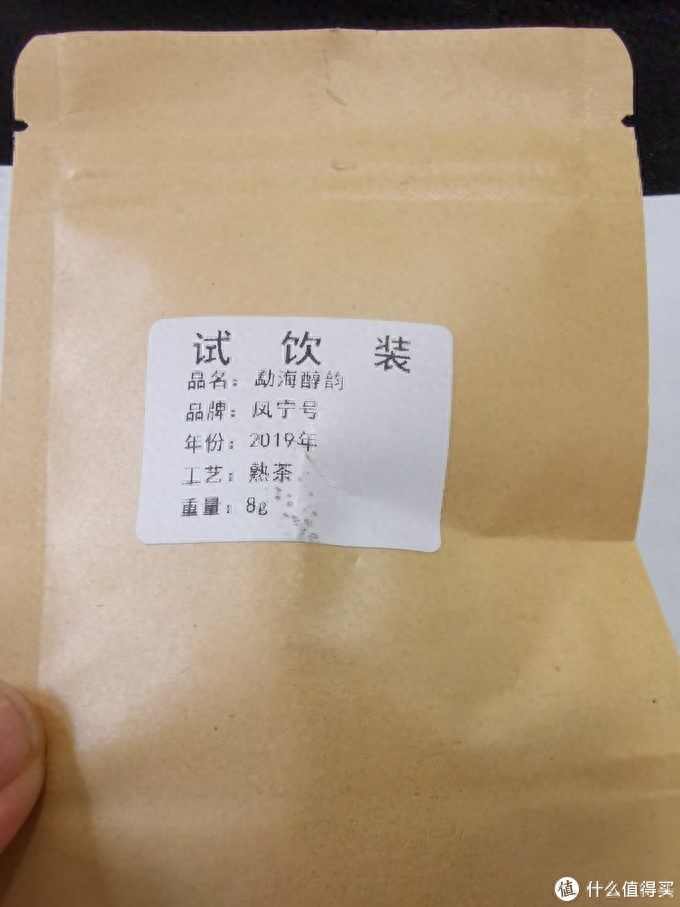 试饮装
品名：勐海醇韵
品牌：凤宁号
年份：2019年
工艺：熟茶
重量：8g
值 什么值得买